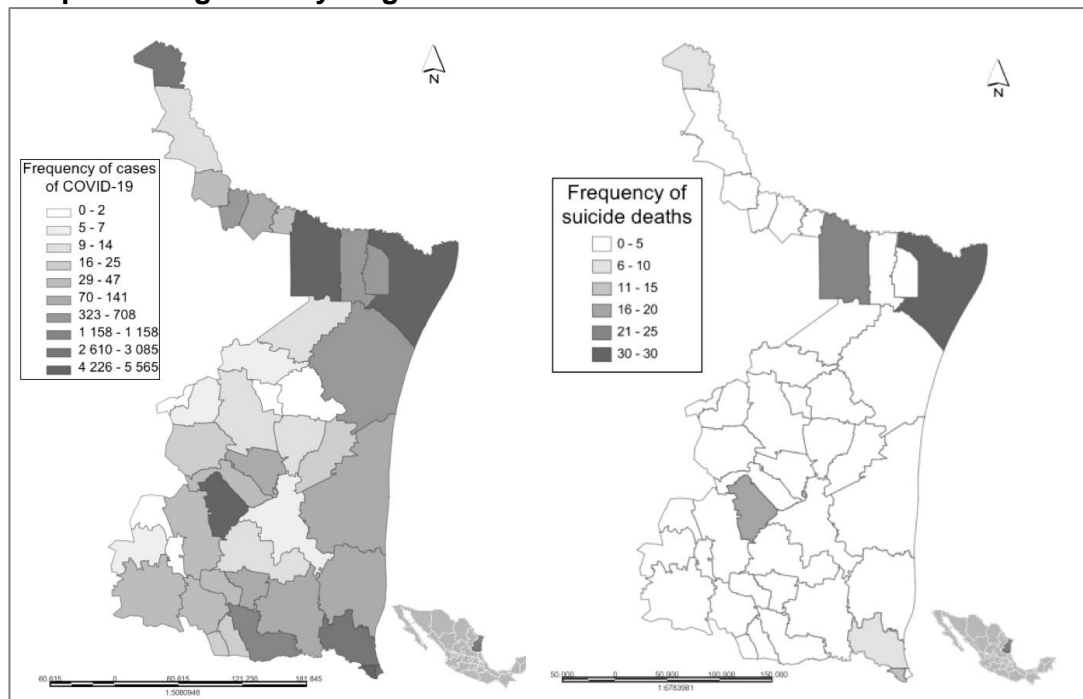 N
Frequency of cases
of COVID-19
0 - 2
5 - 7
9 - 14
16 - 25
29 - 47
70 - 141
323 - 708
1 158 - 1 158
2 610 - 3 085
4 226 - 5 565
60.615 0 60.615 121.230 181.845
1:5080948
N
Frequency of
suicide deaths
0 - 5
6 - 10
11 - 15
16 - 20
21 - 25
30 - 30
50.000 0 50.000 100.000 150.000
1:6783961